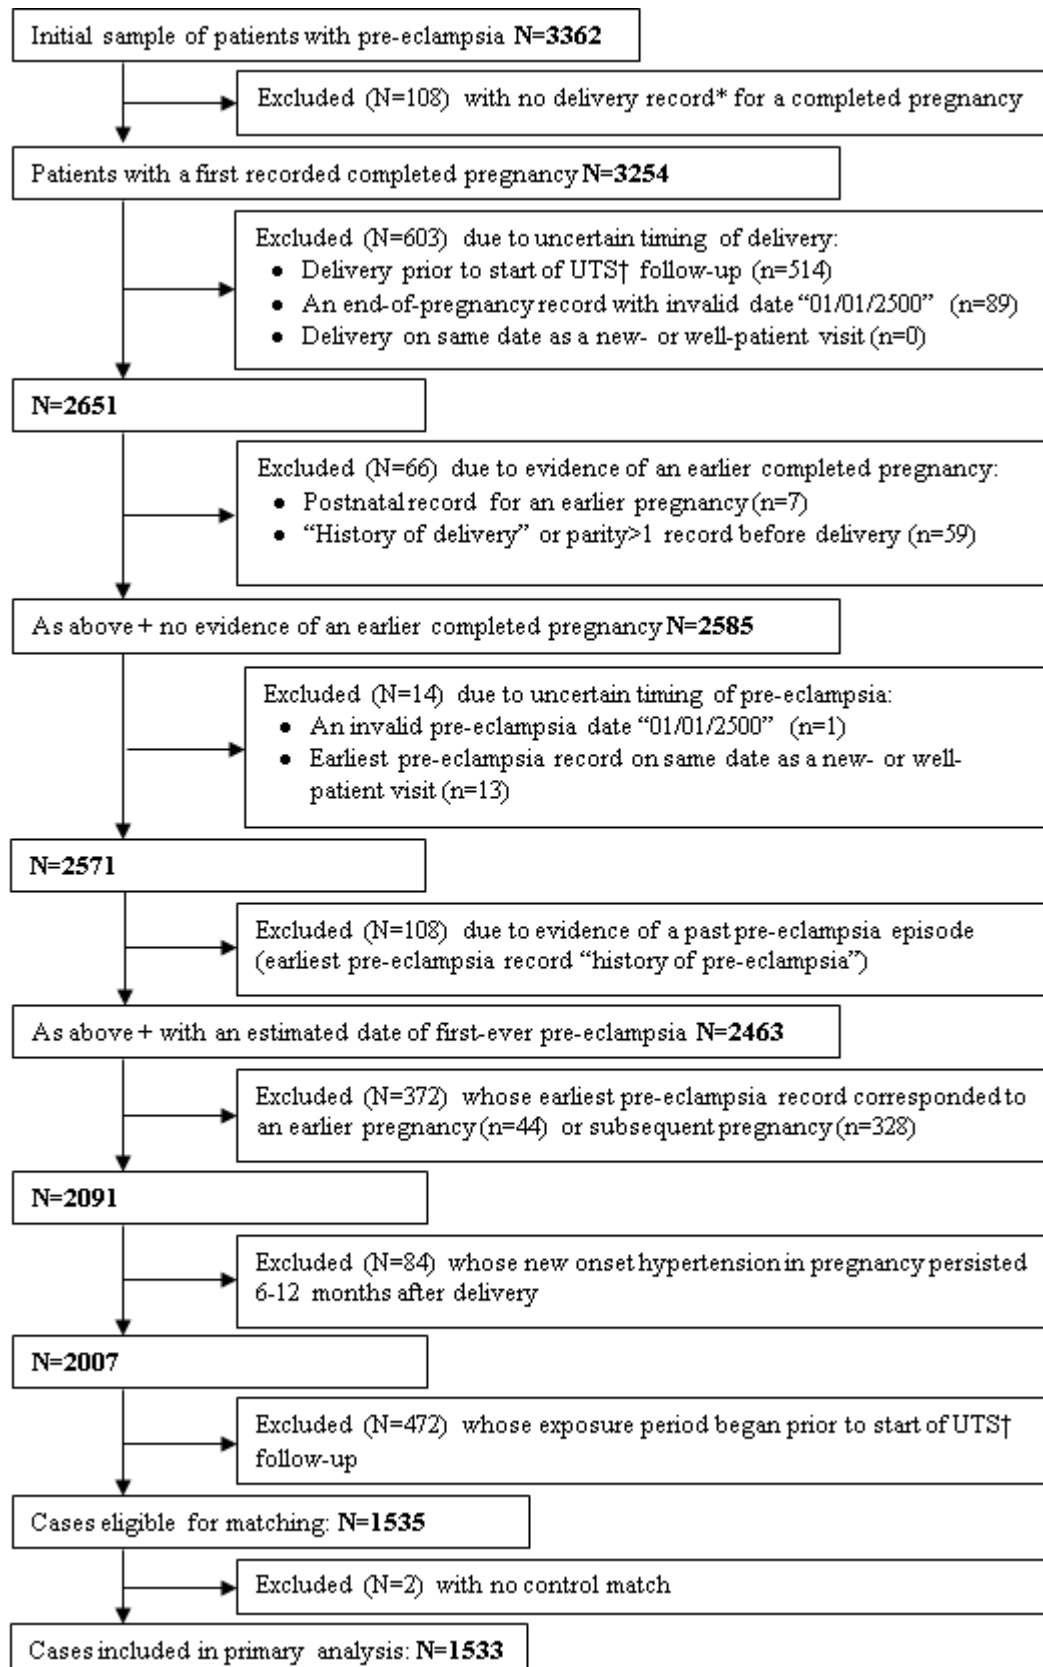 Initial sample of patients with pre-eclampsia N=3362
Excluded (N=108) with no delivery record* for a completed pregnancy
Patients with a first recorded completed pregnancy N=3254
Excluded (N=603) due to uncertain timing of delivery:
• Delivery prior to start of UTS† follow-up (n=514)
• An end-of-pregnancy record with invalid date “01/01/2500” (n=89)
• Delivery on same date as a new- or well-patient visit (n=0)
N=2651
Excluded (N=66) due to evidence of an earlier completed pregnancy:
• Postnatal record for an earlier pregnancy (n=7)
• “History of delivery” or parity>1 record before delivery (n=59)
As above + no evidence of an earlier completed pregnancy N=2585
Excluded (N=14) due to uncertain timing of pre-eclampsia:
• An invalid pre-eclampsia date “01/01/2500” (n=1)
• Earliest pre-eclampsia record on same date as a new- or well-
patient visit (n=13)
N=2571
Excluded (N=108) due to evidence of a past pre-eclampsia episode
(earliest pre-eclampsia record “history of pre-eclampsia”)
As above + with an estimated date of first-ever pre-eclampsia N=2463
Excluded (N=372) whose earliest pre-eclampsia record corresponded to
an earlier pregnancy (n=44) or subsequent pregnancy (n=328)
N=2091
Excluded (N=84) whose new onset hypertension in pregnancy persisted
6-12 months after delivery
N=2007
Excluded (N=472) whose exposure period began prior to start of UTS†
follow-up
Cases eligible for matching: N=1535
Excluded (N=2) with no control match
Cases included in primary analysis: N=1533